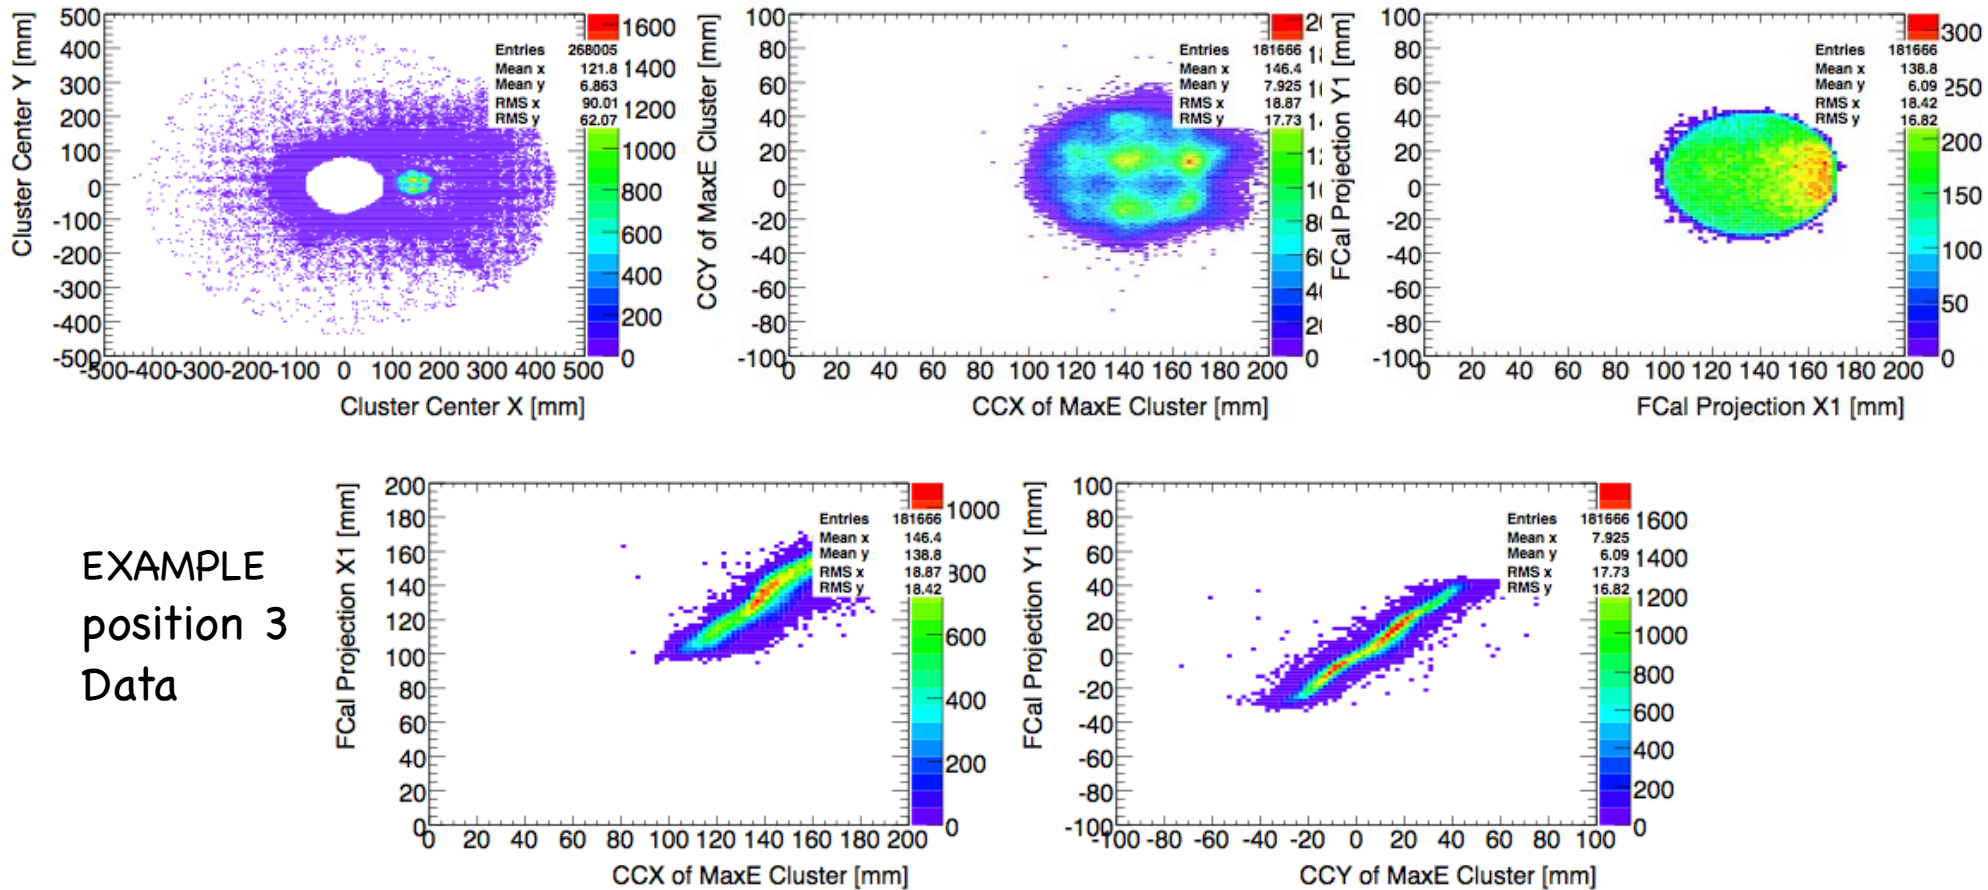 Cluster Center Y [mm]
500
400
300
200
100
0
-100
-200
-300
-400
-500
-500-400-300-200-100 0 100 200 300 400 500
Cluster Center X [mm]
Entries 268005
Mean x 121.8
Mean y 6.863
RMS x 90.01
RMS y 62.07
1600
1400
1200
1000
800
600
400
200
0
CCY of MaxE Cluster [mm]
100
80
60
40
20
0
-20
-40
-60
-80
-100
0 20 40 60 80 100 120 140 160 180 200
CCX of MaxE Cluster [mm]
Entries 181666
Mean x 146.4
Mean y 7.925
RMS x 18.87
RMS y 17.73
FCal Projection Y1 [mm]
100
80
60
40
20
0
-20
-40
-60
-80
-100
0 20 40 60 80 100 120 140 160 180 200
FCal Projection X1 [mm]
Entries 181666
Mean x 138.8
Mean y 6.09
RMS x 18.42
RMS y 16.82
300
250
200
150
100
50
0
EXAMPLE
position 3
Data
FCal Projection X1 [mm]
200
180
160
140
120
100
80
60
40
20
0
0 20 40 60 80 100 120 140 160 180 200
CCX of MaxE Cluster [mm]
Entries 181666
Mean x 146.4
Mean y 138.8
RMS x 18.87
RMS y 18.42
1000
800
600
400
200
0
FCal Projection Y1 [mm]
100
80
60
40
20
0
-20
-40
-60
-80
-100
-100 -80 -60 -40 -20 0 20 40 60 80 100
CCY of MaxE Cluster [mm]
Entries 181666
Mean x 7.925
Mean y 6.09
RMS x 17.73
RMS y 16.82
1600
1400
1200
1000
800
600
400
200
0